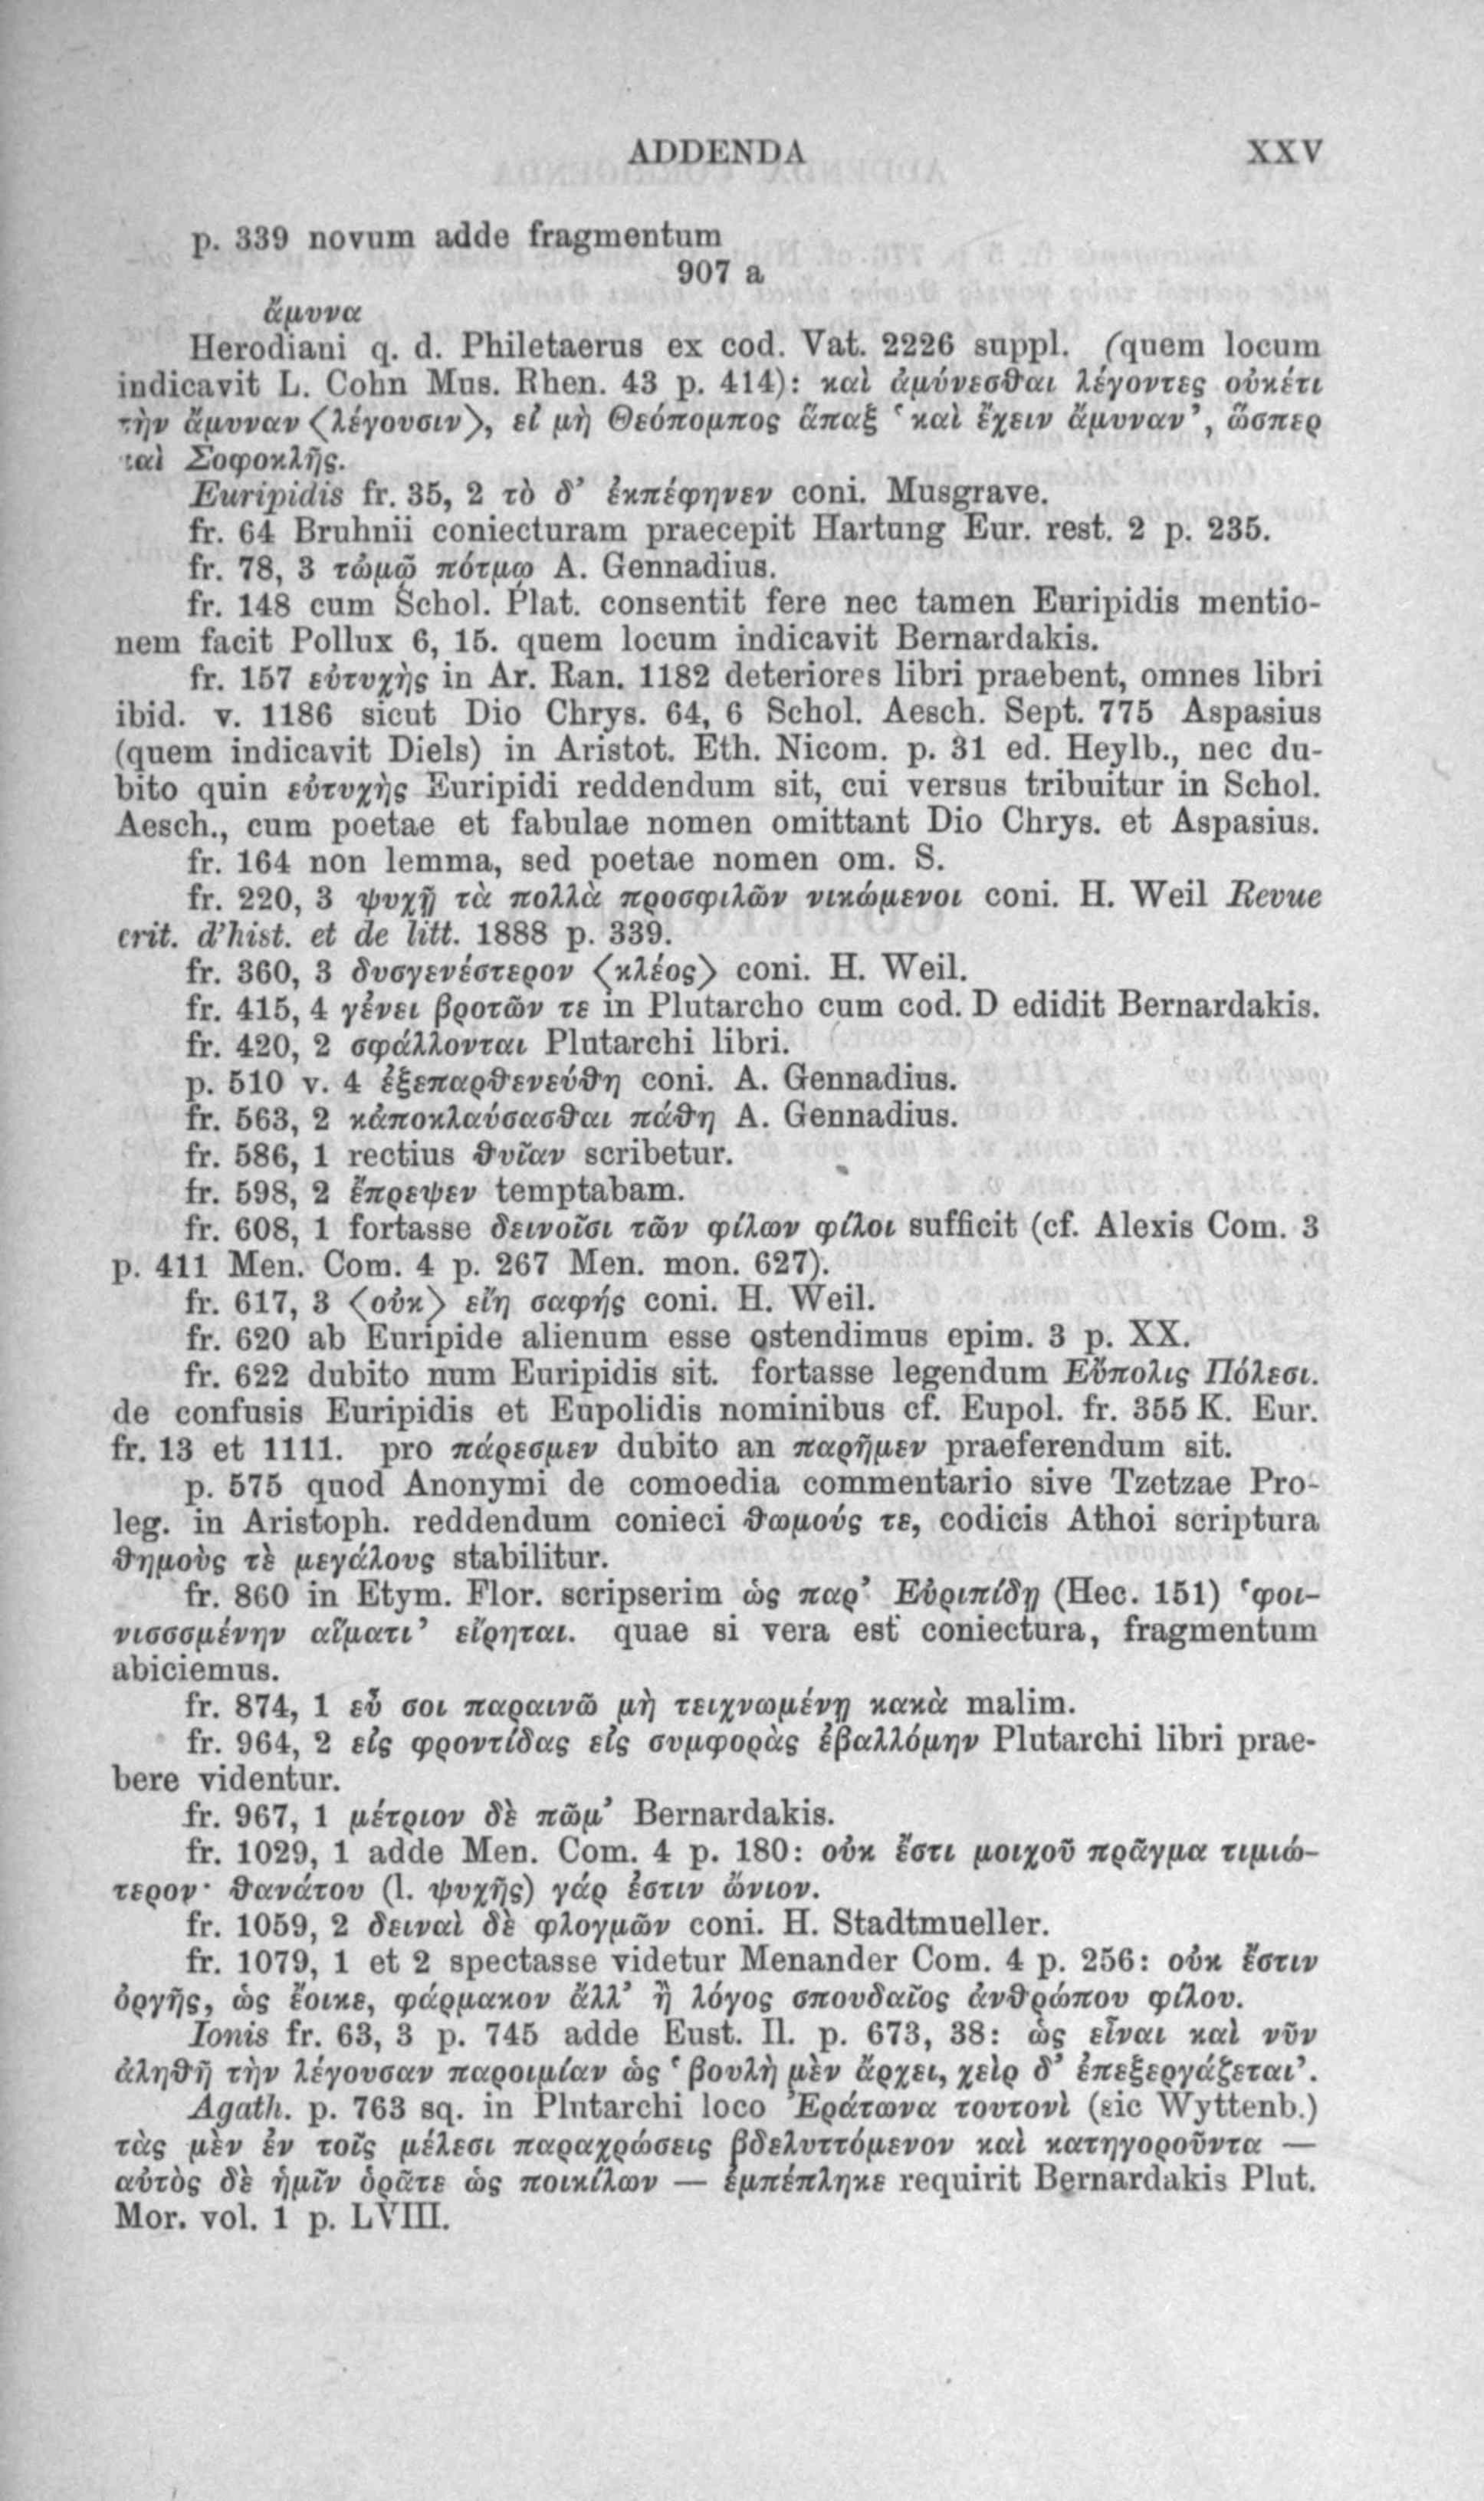 ADDENDA XXV
p. 339 novum adde fragmentum
907 a
ἄμυνα
Herodiani q. d. Philetaerus ex cod. Vat. 2226 suppl. (quem locum
indicavit L. Cohn Mus. Rhen. 43 p. 414): καὶ ἀμύνεσθαι λέγοντες οὐκέτι
τὴν ἄμυναν ⟨λέγουσιν⟩, εἰ μὴ Θεόπομπος ἅπαξ ‘καὶ ἔχειν ἄμυναν’, ὥσπερ
καὶ Σοφοκλῆς.
Euripidis fr. 35, 2 τὸ δ’ ἐκπέφηνεν coni. Musgrave.
fr. 64 Bruhnii coniecturam praecepit Hartung Eur. rest. 2 p. 235.
fr. 78, 3 τὠμῷ πότμῳ A. Gennadius.
fr. 148 cum Schol. Plat. consentit fere nec tamen Euripidis mentio-
nem facit Pollux 6, 15. quem locum indicavit Bernardakis.
fr. 157 εὐτυχὴς in Ar. Ran. 1182 deteriores libri praebent, omnes libri
ibid. v. 1186 sicut Dio Chrys. 64, 6 Schol. Aesch. Sept. 775 Aspasius
(quem indicavit Diels) in Aristot. Eth. Nicom. p. 31 ed. Heylb., nec du-
bito quin εὐτυχὴς Euripidi reddendum sit, cui versus tribuitur in Schol.
Aesch., cum poetae et fabulae nomen omittant Dio Chrys. et Aspasius.
fr. 164 non lemma, sed poetae nomen om. S.
fr. 220, 3 ψυχῇ τὰ πολλὰ προσφιλῶν νικώμενοι coni. H. Weil Revue
crit. d’hist. et de litt. 1888 p. 339.
fr. 360, 3 δυσγενέστερον ⟨κλέος⟩ coni. H. Weil.
fr. 415, 4 γένει βροτῶν τε in Plutarcho cum cod. D edidit Bernardakis.
fr. 420, 2 σφάλλονται Plutarchi libri.
p. 510 v. 4 ἐξεπαρθενεύθη coni. A. Gennadius.
fr. 563, 2 κἀποκλαύσασθαι πάθη A. Gennadius.
fr. 586, 1 rectius θυῖαν scribetur.
fr. 598, 2 ἔπρεψεν temptabam.
fr. 608, 1 fortasse δεινοῖσι τῶν φίλων φίλοι sufficit (cf. Alexis Com. 3
p. 411 Men. Com. 4 p. 267 Men. mon. 627).
fr. 617, 3 ⟨οὐκ⟩ εἴη σαφής coni. H. Weil.
fr. 620 ab Euripide alienum esse ostendimus epim. 3 p. XX.
fr. 622 dubito num Euripidis sit. fortasse legendum Εὔπολις Πόλεσι.
de confusis Euripidis et Eupolidis nominibus cf. Eupol. fr. 355 K. Eur.
fr. 13 et 1111. pro πάρεσμεν dubito an παρῆμεν praeferendum sit.
p. 575 quod Anonymi de comoedia commentario sive Tzetzae Pro-
leg. in Aristoph. reddendum conieci θωμούς τε, codicis Athoi scriptura
θημοὺς τὲ μεγάλους stabilitur.
fr. 860 in Etym. Flor. scripserim ὡς παρ’ Εὐριπίδῃ (Hec. 151) ‘φοι-
νισσσμένην αἵματι’ εἴρηται. quae si vera est coniectura, fragmentum
abiciemus.
fr. 874, 1 εὖ σοι παραινῶ μὴ τειχνωμένῃ κακὰ malim.
fr. 964, 2 εἰς φροντίδας εἰς συμφορὰς ἐβαλλόμην Plutarchi libri prae-
bere videntur.
fr. 967, 1 μέτριον δὲ πῶμ’ Bernardakis.
fr. 1029, 1 adde Men. Com. 4 p. 180: οὐκ ἔστι μοιχοῦ πρᾶγμα τιμιώ-
τερον· θανάτου (l. ψυχῆς) γάρ ἐστιν ὤνιον.
fr. 1059, 2 δειναὶ δὲ φλογμῶν coni. H. Stadtmueller.
fr. 1079, 1 et 2 spectasse videtur Menander Com. 4 p. 256: οὐκ ἔστιν
ὀργῆς, ὡς ἔοικε, φάρμακον ἄλλ’ ἢ λόγος σπουδαῖος ἀνθρώπου φίλου.
Ionis fr. 63, 3 p. 745 adde Eust. Il. p. 673, 38: ὡς εἶναι καὶ νῦν
ἀληθῆ τὴν λέγουσαν παροιμίαν ὡς ‘βουλὴ μὲν ἄρχει, χεὶρ δ’ ἐπεξεργάζεται’.
Agath. p. 763 sq. in Plutarchi loco Ἐράτωνα τουτονὶ (sic Wyttenb.)
τὰς μὲν ἐν τοῖς μέλεσι παραχρώσεις βδελυττόμενον καὶ κατηγοροῦντα —
αὐτὸς δὲ ἡμῖν ὁρᾶτε ὡς ποικίλων — ἐμπέπληκε requirit Bernardakis Plut.
Mor. vol. 1 p. LVIII.